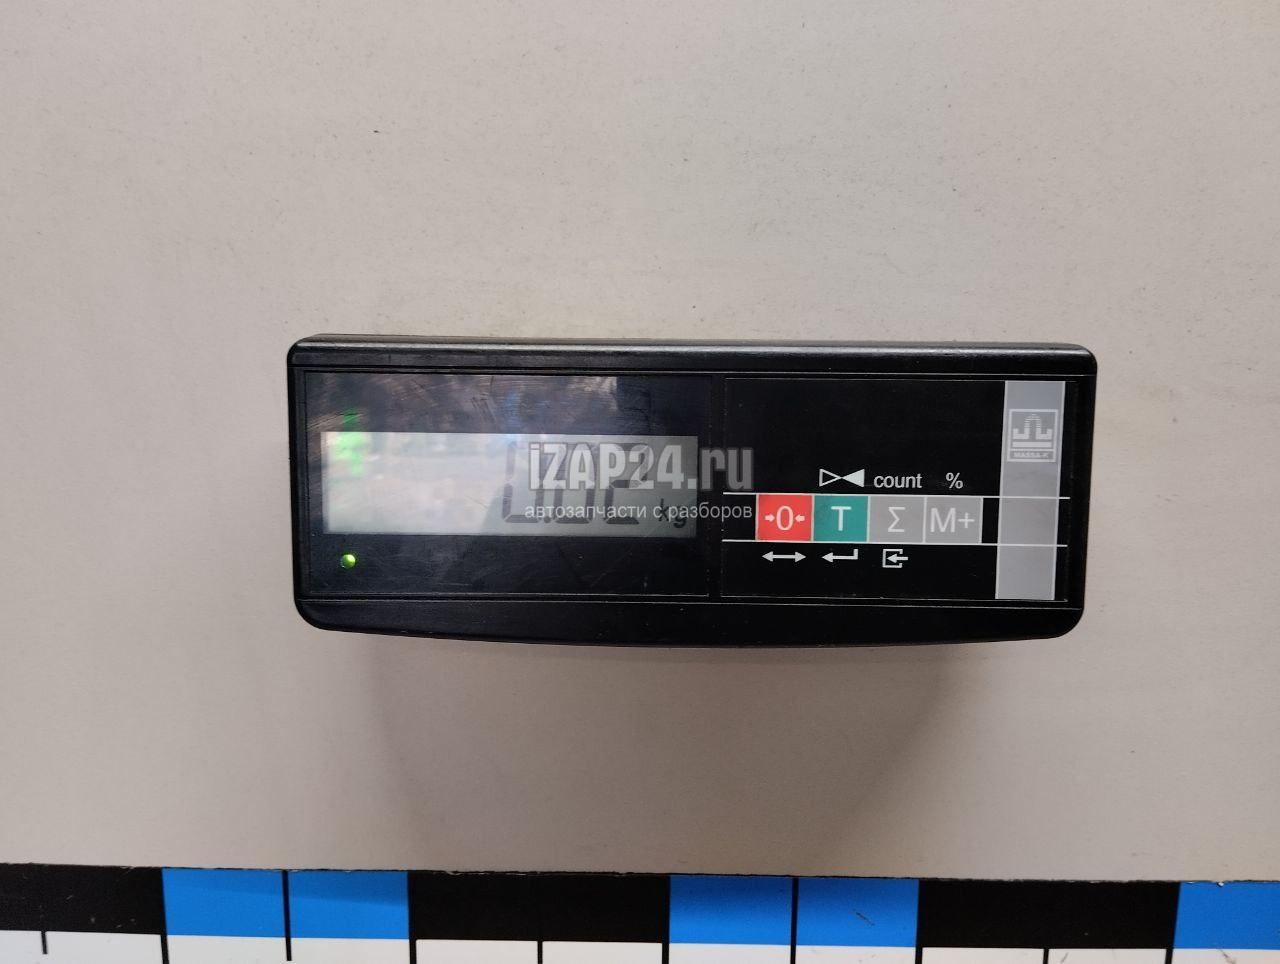 iZAP24.ru
автозапчасти с разборов
0.02 kg
count %
MASSA-K
→0← T Σ M+